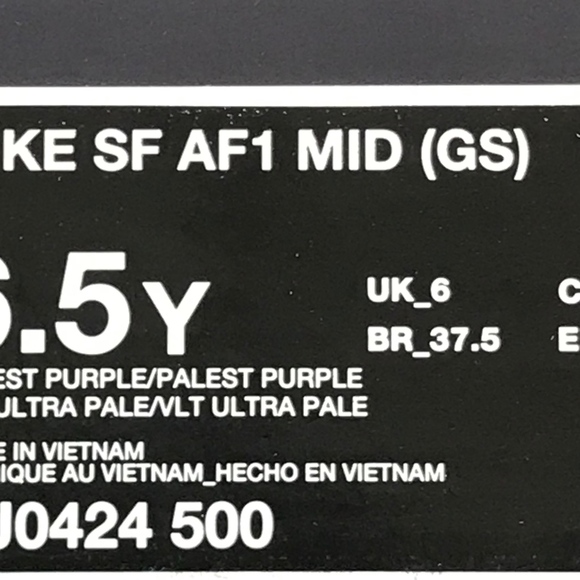 KE SF AF1 MID (GS)
.5Y
UK_6
BR_37.5
EST PURPLE/PALEST PURPLE
ULTRA PALE/VLT ULTRA PALE
E IN VIETNAM
IQUE AU VIETNAM_HECHO EN VIETNAM
J0424 500